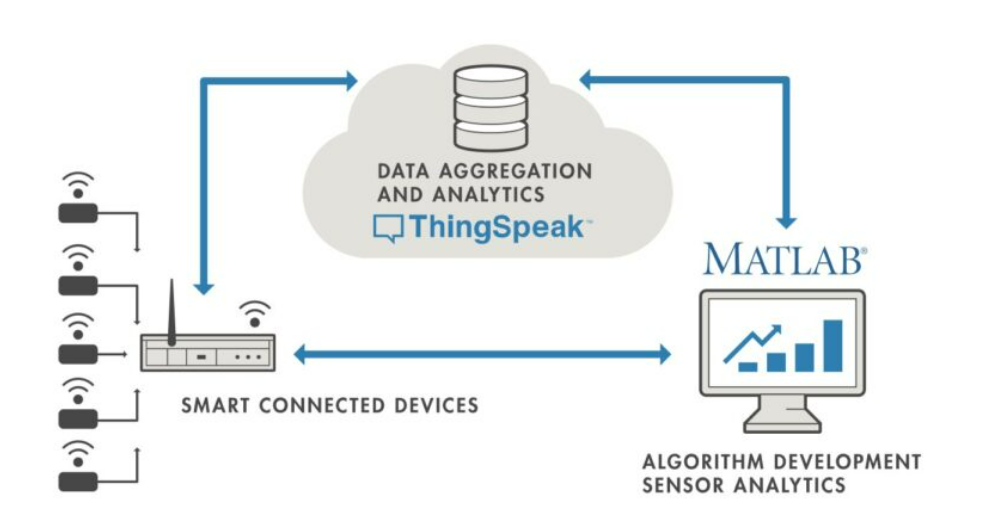 DATA AGGREGATION
AND ANALYTICS
ThingSpeak™
MATLAB®
SMART CONNECTED DEVICES
ALGORITHM DEVELOPMENT
SENSOR ANALYTICS